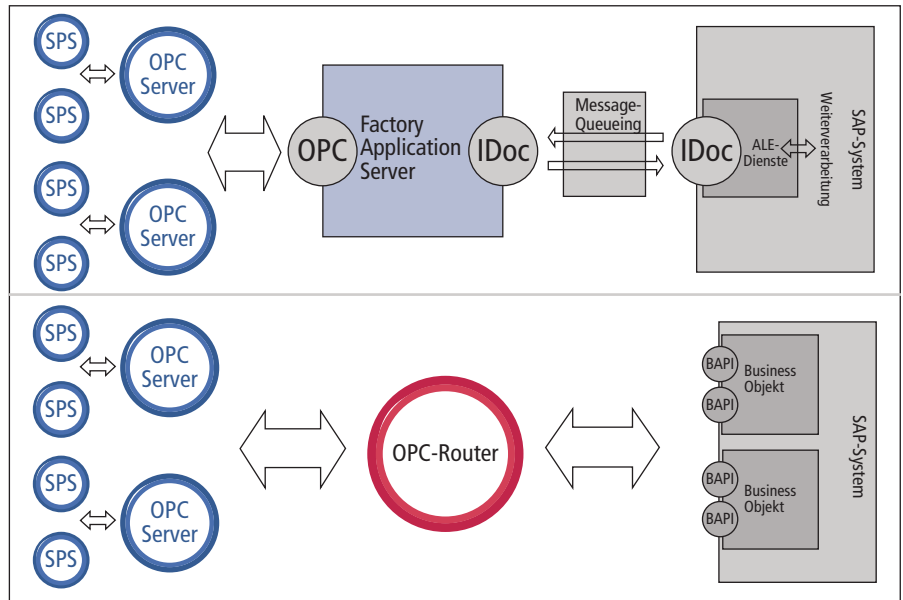 SPS
OPC
Server
SPS
SPS
OPC
Server
SPS
OPC
Factory
Application
Server
IDoc
Message-
Queueing
IDoc
ALE-
Dienste
Weiterverarbeitung
SAP-System
SPS
OPC
Server
SPS
SPS
OPC
Server
SPS
OPC-Router
BAPI
BAPI
Business
Objekt
BAPI
BAPI
Business
Objekt
SAP-System